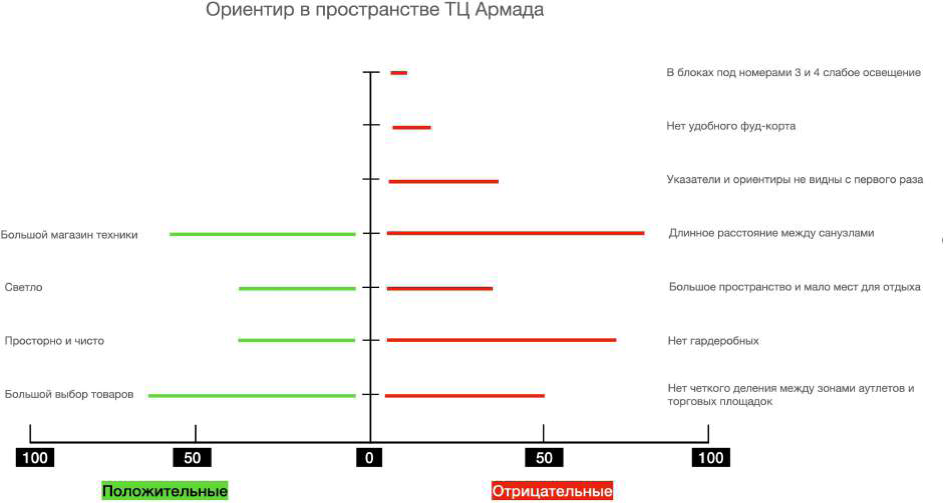 Ориентир в пространстве ТЦ Армада
В блоках под номерами 3 и 4 слабое освещение
Нет удобного фуд-корта
Указатели и ориентиры не видны с первого раза
Большой магазин техники
Длинное расстояние между санузлами
Светло
Большое пространство и мало мест для отдыха
Просторно и чисто
Нет гардеробных
Большой выбор товаров
Нет четкого деления между зонами аутлетов и
торговых площадок
100 50 0 50 100
Положительные Отрицательные